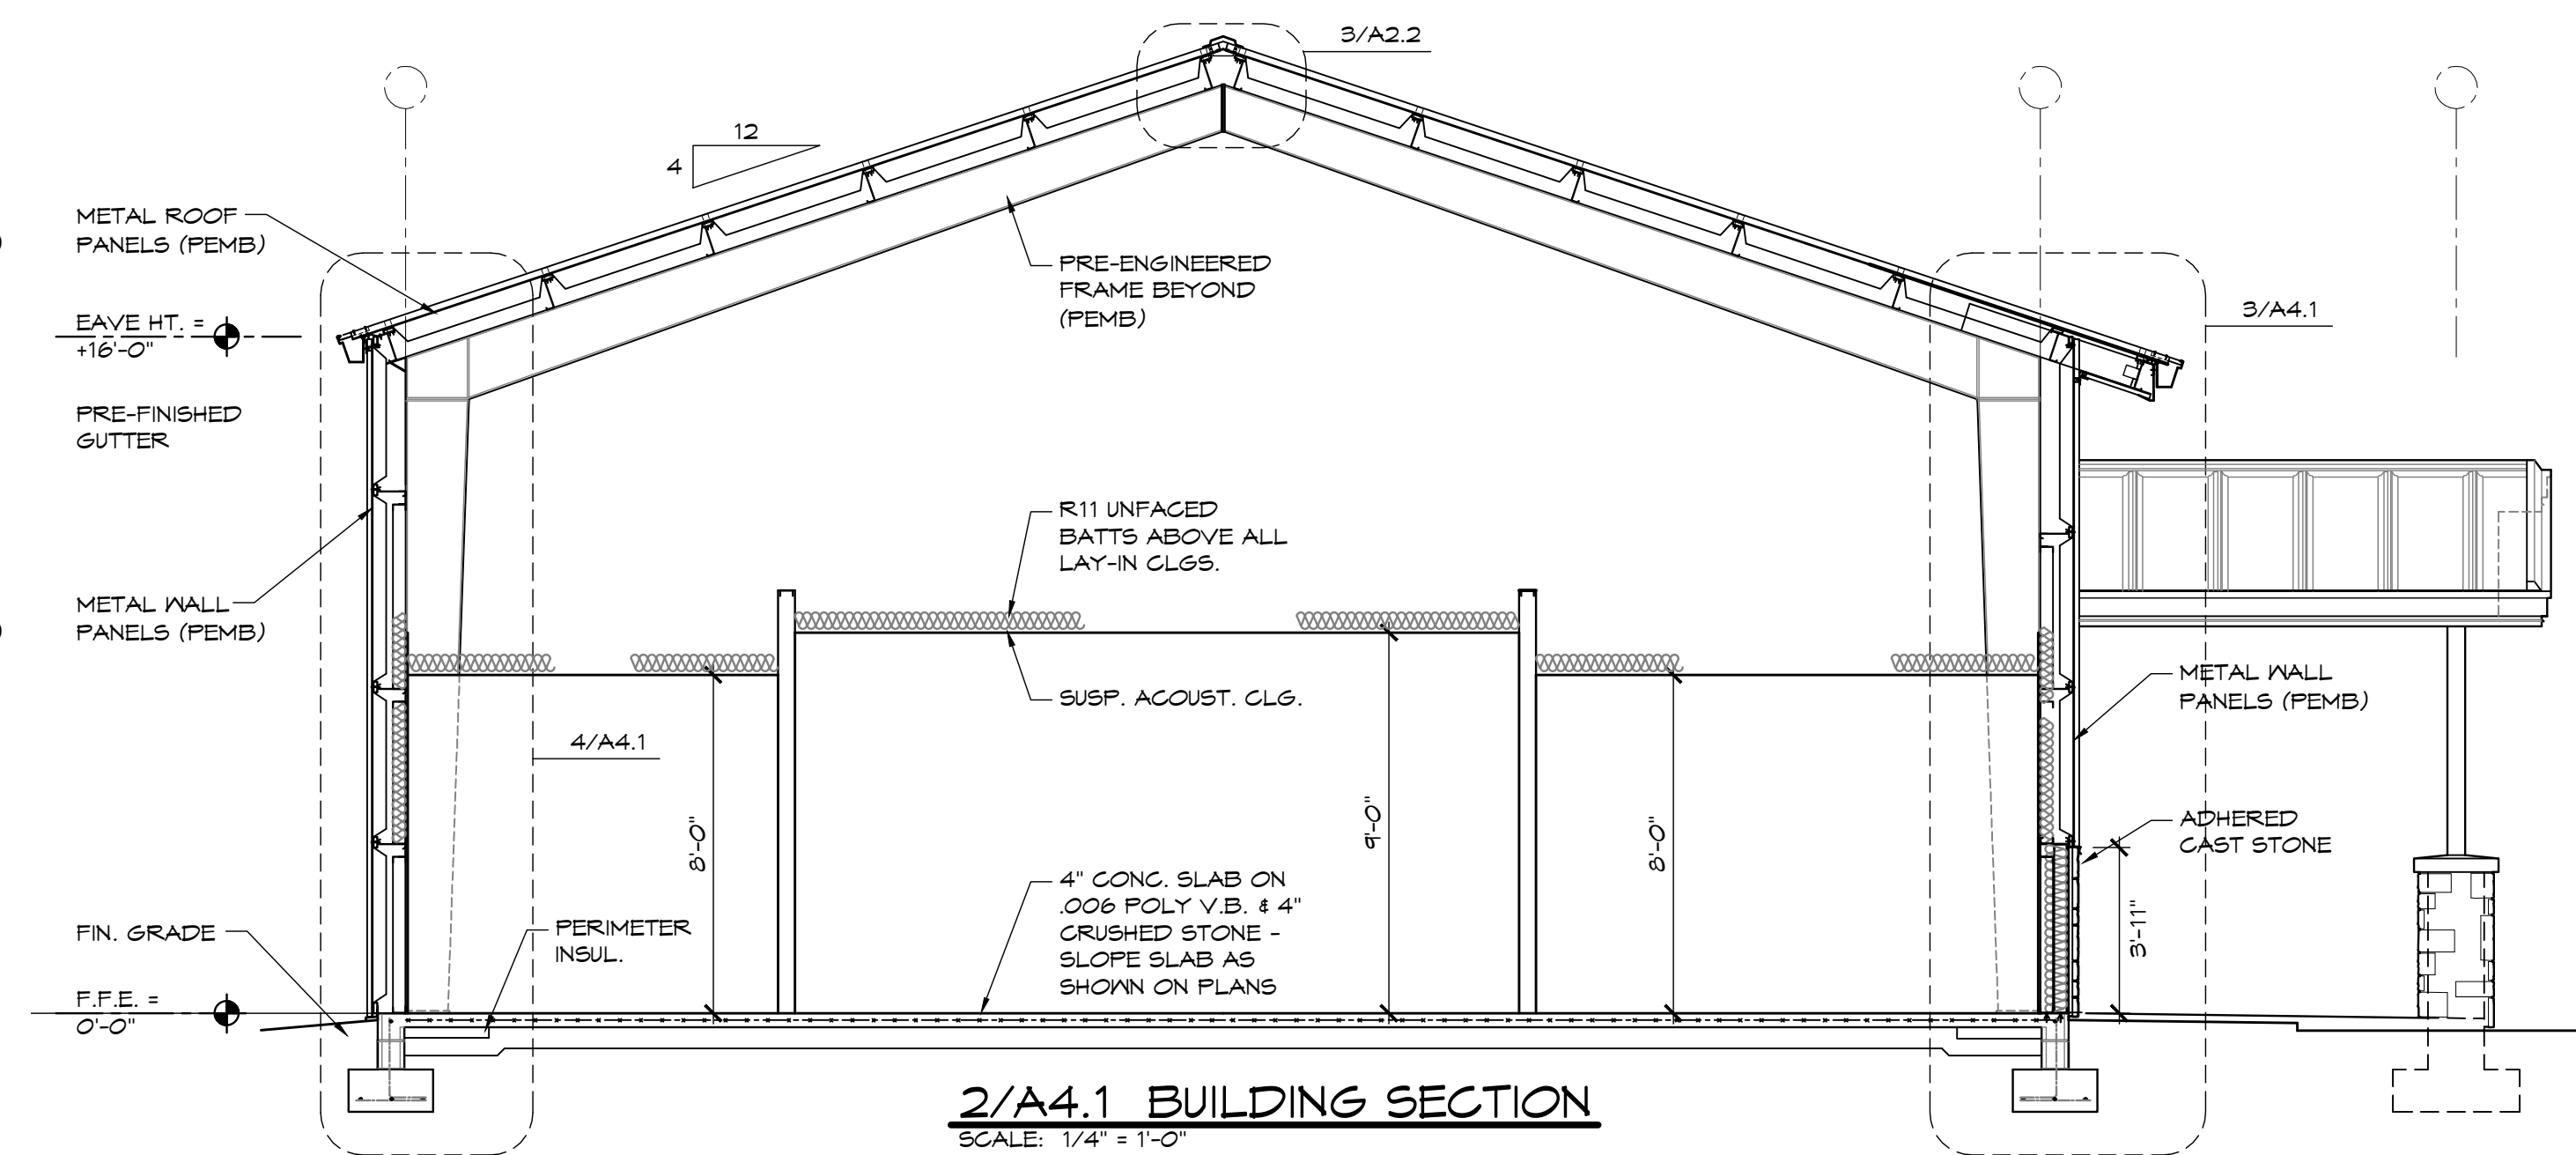 3/A2.2
12
4
METAL ROOF
PANELS (PEMB)
EAVE HT. =
+16'-0"
PRE-FINISHED
GUTTER
METAL WALL
PANELS (PEMB)
FIN. GRADE
F.F.E. =
0'-0"
PRE-ENGINEERED
FRAME BEYOND
(PEMB)
R11 UNFACED
BATTS ABOVE ALL
LAY-IN CLGS.
SUSP. ACOUST. CLG.
4/A4.1
8'-0"
9'-0"
8'-0"
PERIMETER
INSUL.
4" CONC. SLAB ON
.006 POLY V.B. & 4"
CRUSHED STONE -
SLOPE SLAB AS
SHOWN ON PLANS
3/A4.1
METAL WALL
PANELS (PEMB)
ADHERED
CAST STONE
3'-11"
2/A4.1 BUILDING SECTION
SCALE: 1/4" = 1'-0"